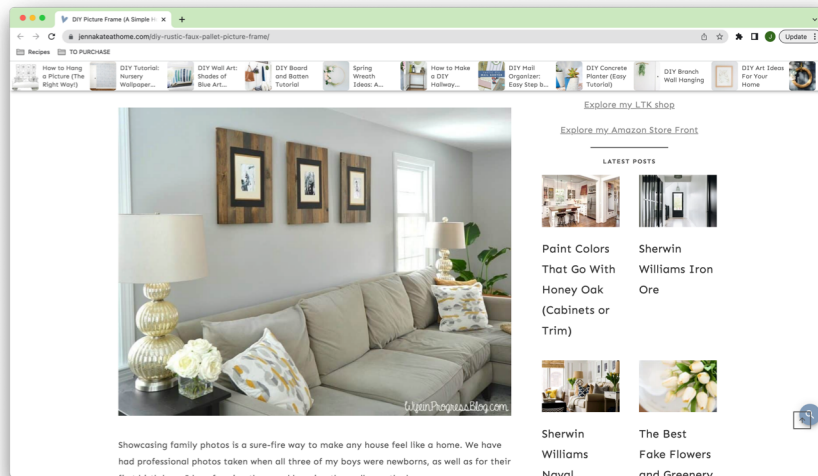 DIY Picture Frame (A Simple H
jennakateathome.com/diy-rustic-faux-pallet-picture-frame/
Update
Recipes
TO PURCHASE
How to Hang
a Picture (The
Right Way!)
DIY Tutorial:
Nursery
Wallpaper...
DIY Wall Art:
Shades of
Blue Art...
DIY Board
and Batten
Tutorial
Spring
Wreath
Ideas: A...
How to Make
a DIY
Hallway...
DIY Mail
Organizer:
Easy Step b...
DIY Concrete
Planter (Easy
Tutorial)
DIY Branch
Wall Hanging
DIY Art Ideas
For Your
Home
Explore my LTK shop
Explore my Amazon Store Front
LATEST POSTS
Paint Colors
That Go With
Honey Oak
(Cabinets or
Trim)
Sherwin
Williams Iron
Ore
WifeinProgressBlog.com
Sherwin
Williams
Naval
The Best
Fake Flowers
and Greenery
Showcasing family photos is a sure-fire way to make any house feel like a home. We have
had professional photos taken when all three of my boys were newborns, as well as for their